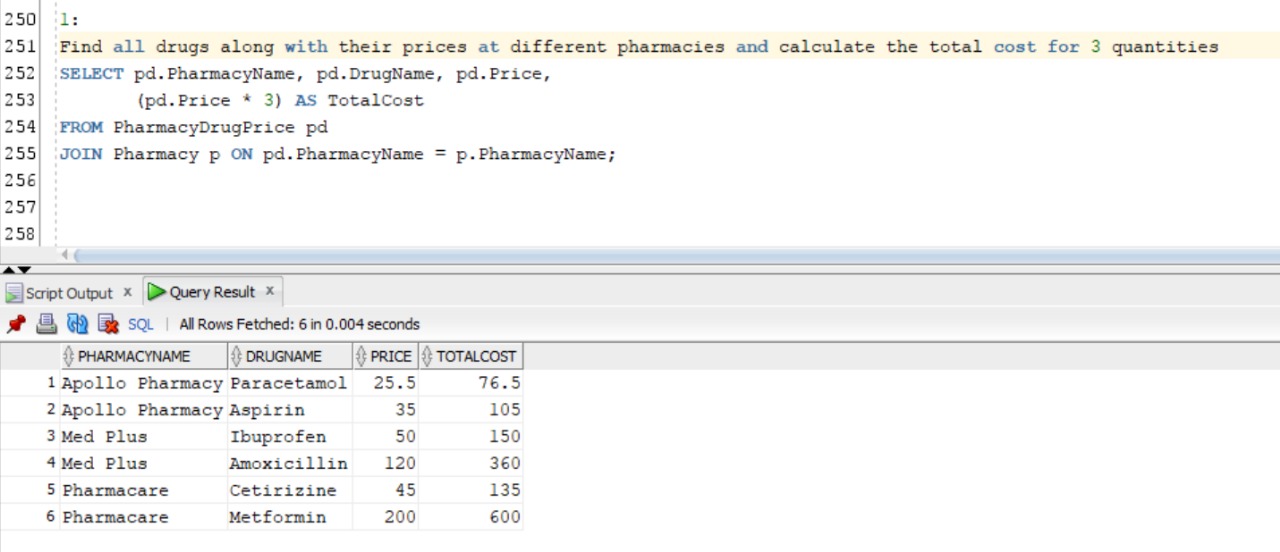 250 1:
251 Find all drugs along with their prices at different pharmacies and calculate the total cost for 3 quantities
252 SELECT pd.PharmacyName, pd.DrugName, pd.Price,
253 (pd.Price * 3) AS TotalCost
254 FROM PharmacyDrugPrice pd
255 JOIN Pharmacy p ON pd.PharmacyName = p.PharmacyName;
256
257
258
Script Output x Query Result x
SQL | All Rows Fetched: 6 in 0.004 seconds
PHARMACYNAME DRUGNAME PRICE TOTALCOST
1 Apollo Pharmacy Paracetamol 25.5 76.5
2 Apollo Pharmacy Aspirin 35 105
3 Med Plus Ibuprofen 50 150
4 Med Plus Amoxicillin 120 360
5 Pharmacare Cetirizine 45 135
6 Pharmacare Metformin 200 600